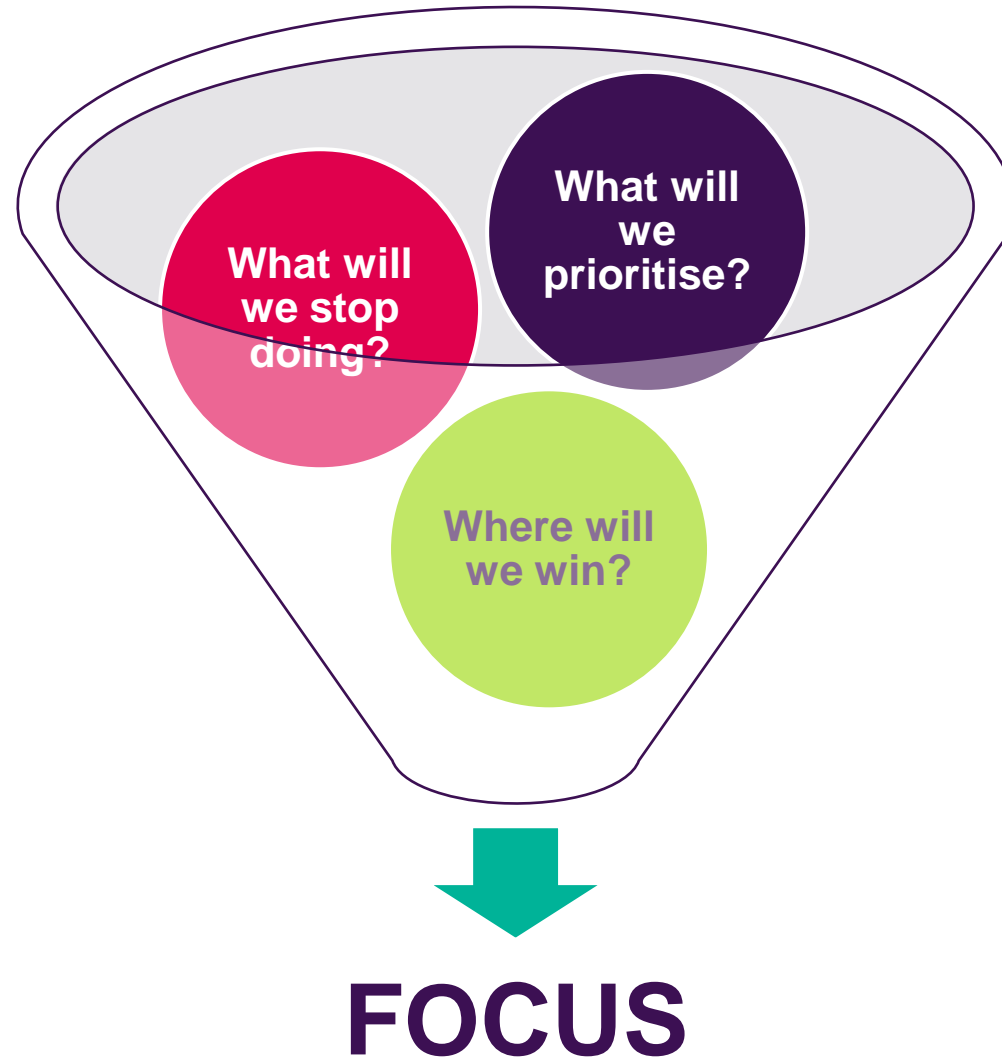 What will
we stop
doing?
What will
we
prioritise?
Where will
we win?
FOCUS